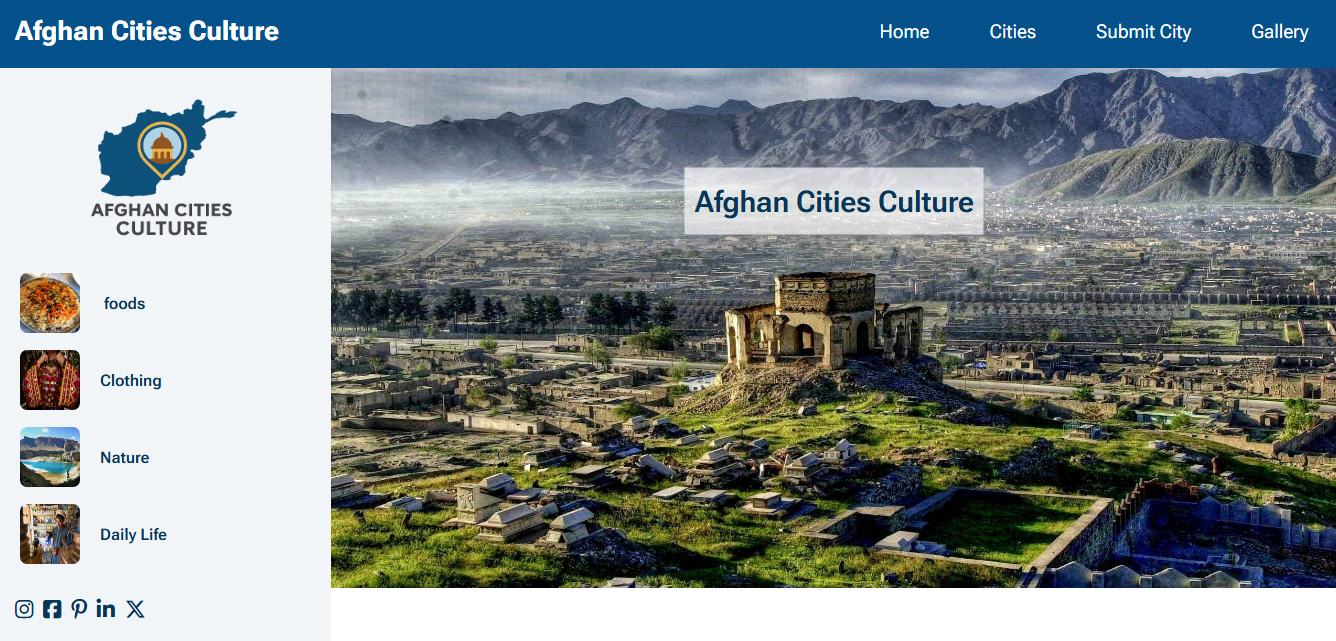 Afghan Cities Culture
Home
Cities
Submit City
Gallery
AFGHAN CITIES
CULTURE
foods
Clothing
Nature
Daily Life
Afghan Cities Culture